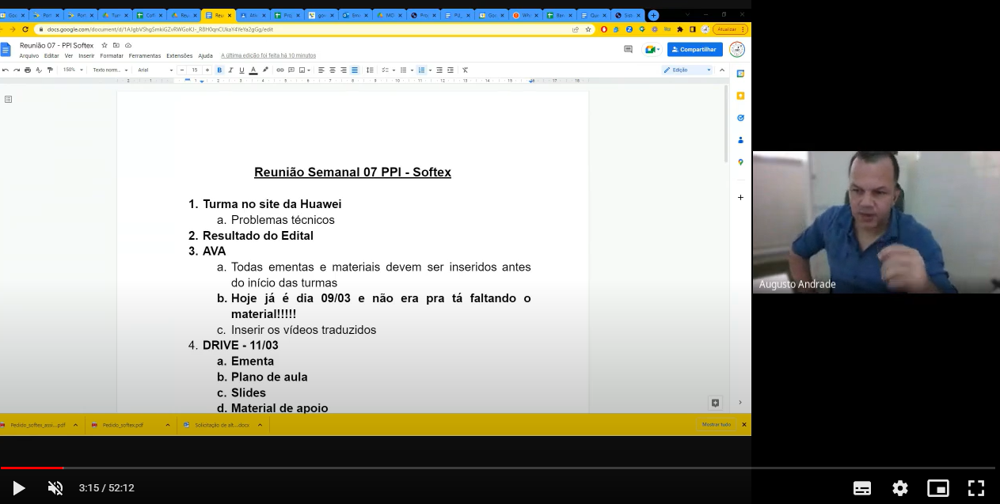 docs.google.com/document/d/1AJgbVShgSmkiGZvRWGoKJ-_R8H0qnCUkaY4YeYa2gGg/edit
Atualizar
Reunião 07 - PPI Softex
Arquivo Editar Ver Inserir Formatar Ferramentas Extensões Ajuda A última edição foi feita há 10 minutos
Compartilhar
150% Texto norm... Arial 15 B I U A Edição
Reunião Semanal 07 PPI - Softex
1. Turma no site da Huawei
a. Problemas técnicos
2. Resultado do Edital
3. AVA
a. Todas ementas e materiais devem ser inseridos antes
do início das turmas
b. Hoje já é dia 09/03 e não era pra tá faltando o
material!!!!!
c. Inserir os vídeos traduzidos
4. DRIVE - 11/03
a. Ementa
b. Plano de aula
c. Slides
d. Material de apoio
Augusto Andrade
Pedido_softex_assi....pdf Pedido_softex.pdf Solicitação de alt....docx Mostrar tudo
3:15 / 52:12